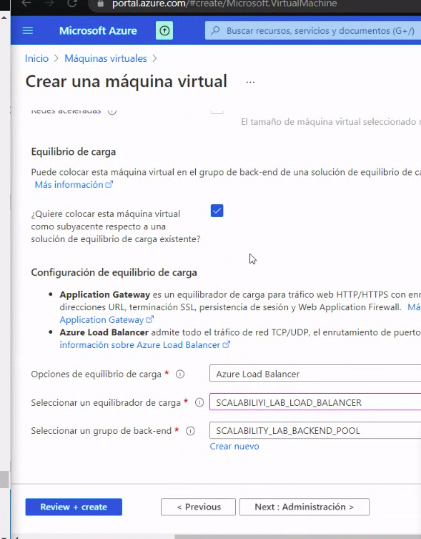 portal.azure.com/#create/Microsoft.VirtualMachine
Microsoft Azure
Buscar recursos, servicios y documentos (G+/)
Inicio > Máquinas virtuales >
Crear una máquina virtual ...
Redes aceleradas
El tamaño de máquina virtual seleccionado
Equilibrio de carga
Puede colocar esta máquina virtual en el grupo de back-end de una solución de equilibrio de
Más información
¿Quiere colocar esta máquina virtual
como subyacente respecto a una
solución de equilibrio de carga existente?
Configuración de equilibrio de carga
• Application Gateway es un equilibrador de carga para tráfico web HTTP/HTTPS con
direcciones URL, terminación SSL, persistencia de sesión y Web Application Firewall.
Application Gateway
• Azure Load Balancer admite todo el tráfico de red TCP/UDP, el enrutamiento de
información sobre Azure Load Balancer
Opciones de equilibrio de carga *
Azure Load Balancer
Seleccionar un equilibrador de carga *
SCALABILIYI_LAB_LOAD_BALANCER
Seleccionar un grupo de back-end *
SCALABILITY_LAB_BACKEND_POOL
Crear nuevo
Review + create
< Previous
Next : Administración >